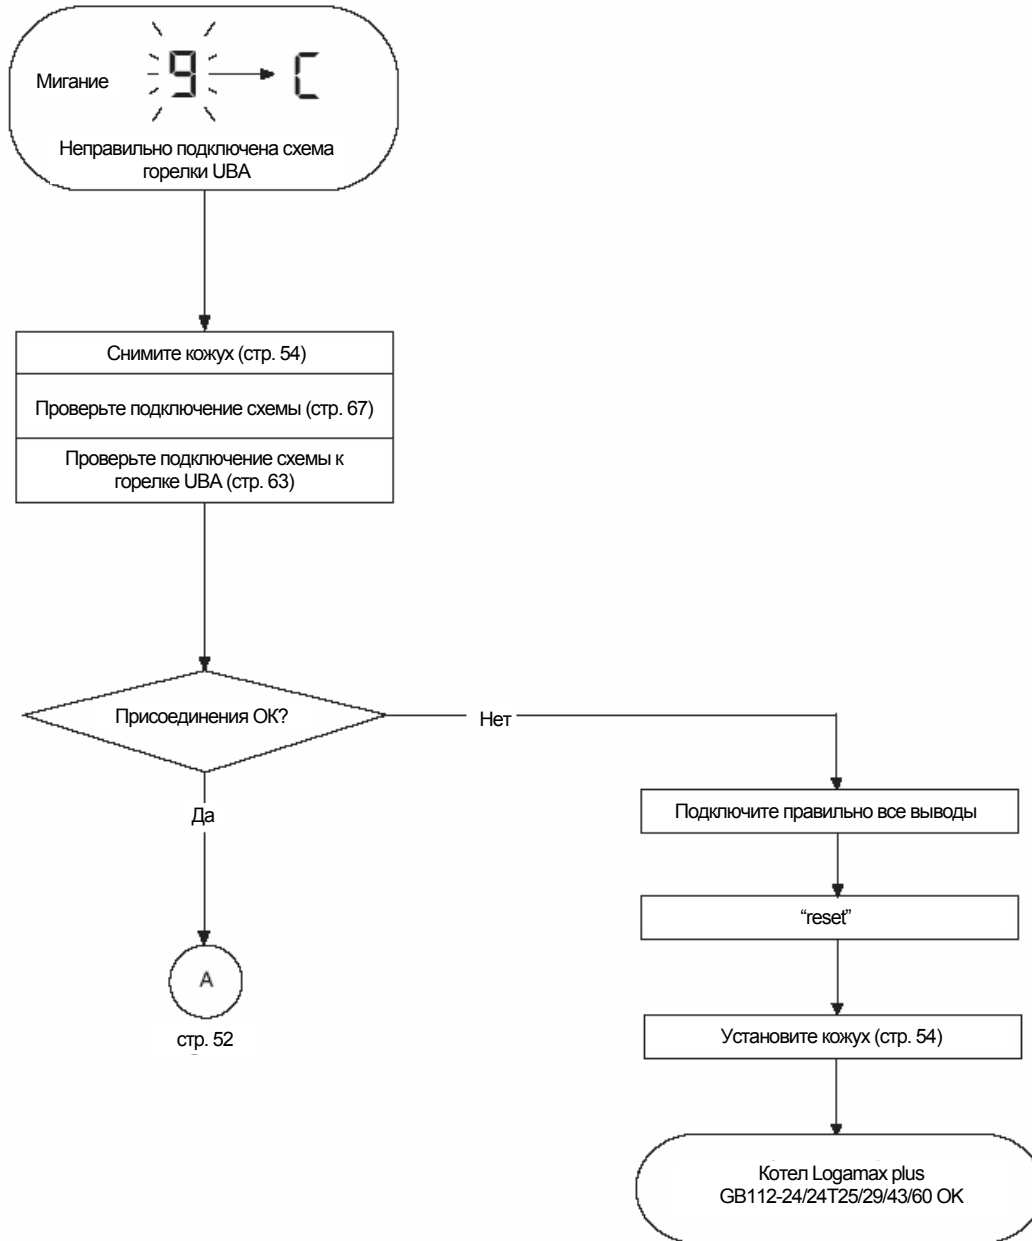 Мигание
9 C
Неправильно подключена схема
горелки UBA
Снимите кожух (стр. 54)
Проверьте подключение схемы (стр. 67)
Проверьте подключение схемы к
горелке UBA (стр. 63)
Присоединения ОК?
Нет
Да
Подключите правильно все выводы
“reset”
A
стр. 52
Установите кожух (стр. 54)
Котел Logamax plus
GB112-24/24T25/29/43/60 OK